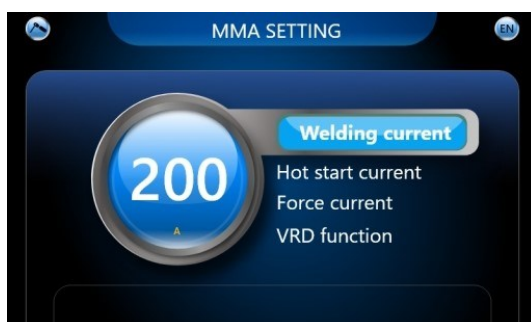 MMA SETTING
EN
Welding current
200
A
Hot start current
Force current
VRD function